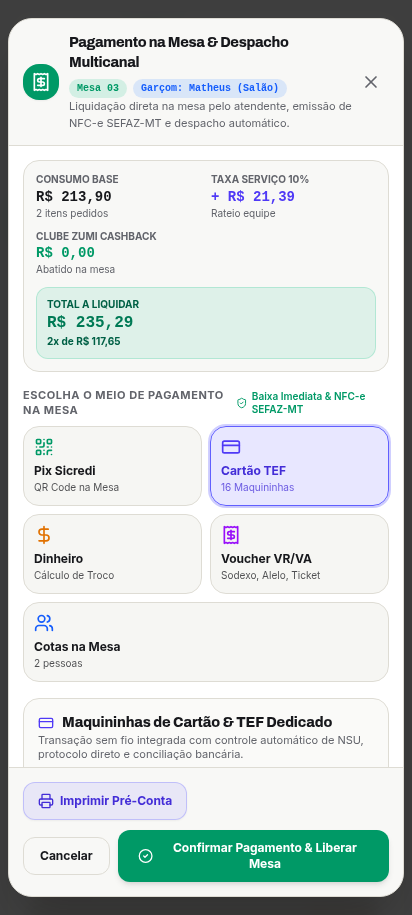 Pagamento na Mesa & Despacho
Multicanal
Mesa 03
Garçom: Matheus (Salão)
Liquidação direta na mesa pelo atendente, emissão de
NFC-e SEFAZ-MT e despacho automático.
CONSUMO BASE
R$ 213,90
2 itens pedidos
TAXA SERVIÇO 10%
+ R$ 21,39
Rateio equipe
CLUBE ZUMI CASHBACK
R$ 0,00
Abatido na mesa
TOTAL A LIQUIDAR
R$ 235,29
2x de R$ 117,65
ESCOLHA O MEIO DE PAGAMENTO
NA MESA
Baixa Imediata & NFC-e
SEFAZ-MT
Pix Sicredi
QR Code na Mesa
Cartão TEF
16 Maquininhas
Dinheiro
Cálculo de Troco
Voucher VR/VA
Sodexo, Alelo, Ticket
Cotas na Mesa
2 pessoas
Maquininhas de Cartão & TEF Dedicado
Transação sem fio integrada com controle automático de NSU,
protocolo direto e conciliação bancária.
Imprimir Pré-Conta
Cancelar
Confirmar Pagamento & Liberar
Mesa